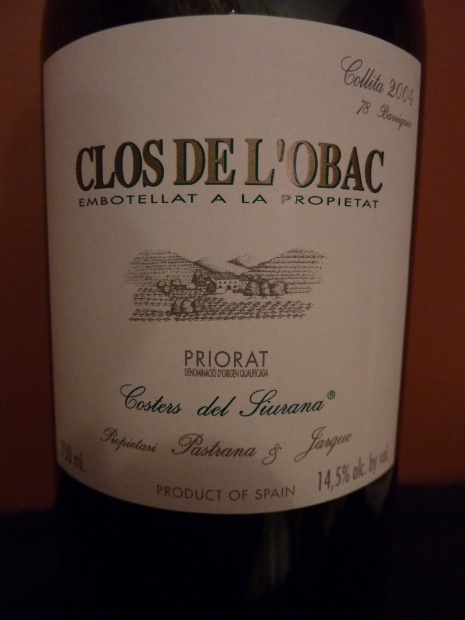 Collita 2004
78 Barriques
CLOS DE L'OBAC
EMBOTELLAT A LA PROPIETAT
PRIORAT
DENOMINACIÓ D'ORIGEN QUALIFICADA
Costers del Siurana®
Propietari Pastrana & Jarque
750 ml.
14,5% alc. by vol.
PRODUCT OF SPAIN